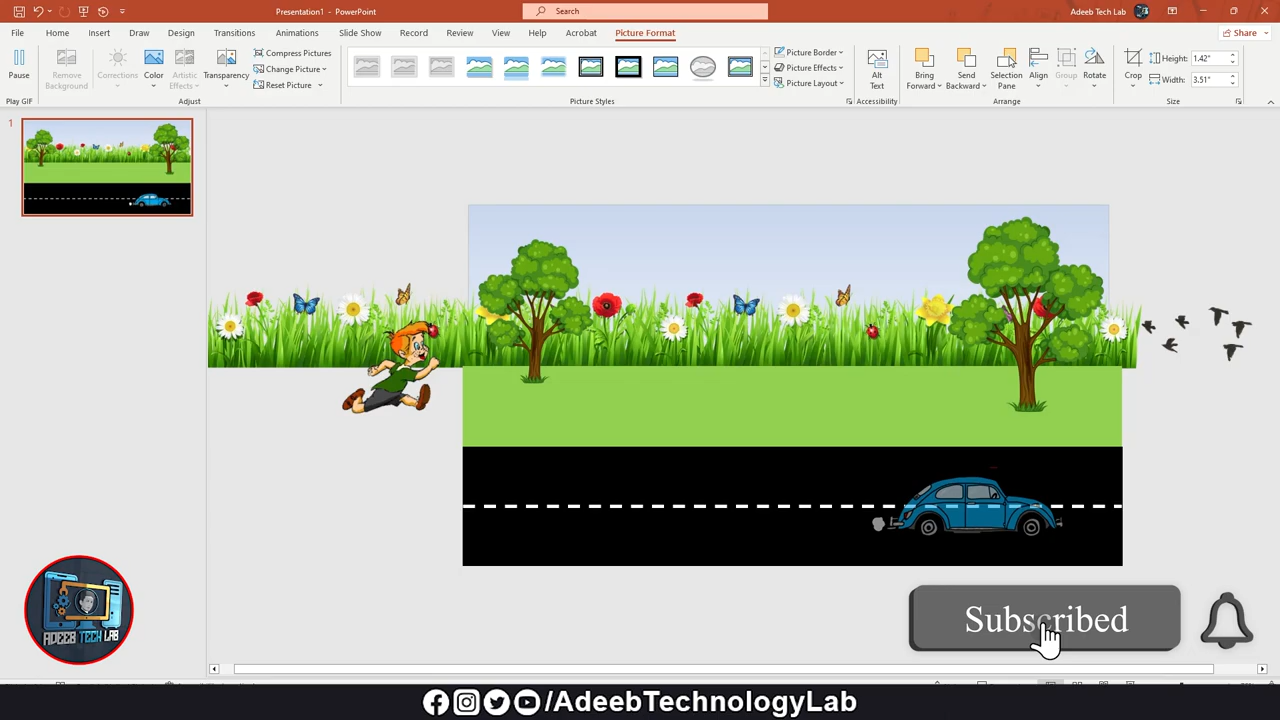 Presentation1 - PowerPoint
Search
Adeeb Tech Lab
File Home Insert Draw Design Transitions Animations Slide Show Record Review View Help Acrobat Picture Format
Share
Pause
Play GIF
Remove Background
Corrections
Color
Artistic Effects
Transparency
Compress Pictures
Change Picture
Reset Picture
Adjust
Picture Styles
Picture Border
Picture Effects
Picture Layout
Alt Text
Accessibility
Bring Forward
Send Backward
Selection Pane
Align
Group
Rotate
Arrange
Crop
Height: 1.42"
Width: 3.51"
Size
1
ADEEB TECH LAB
Subscribed
/AdeebTechnologyLab